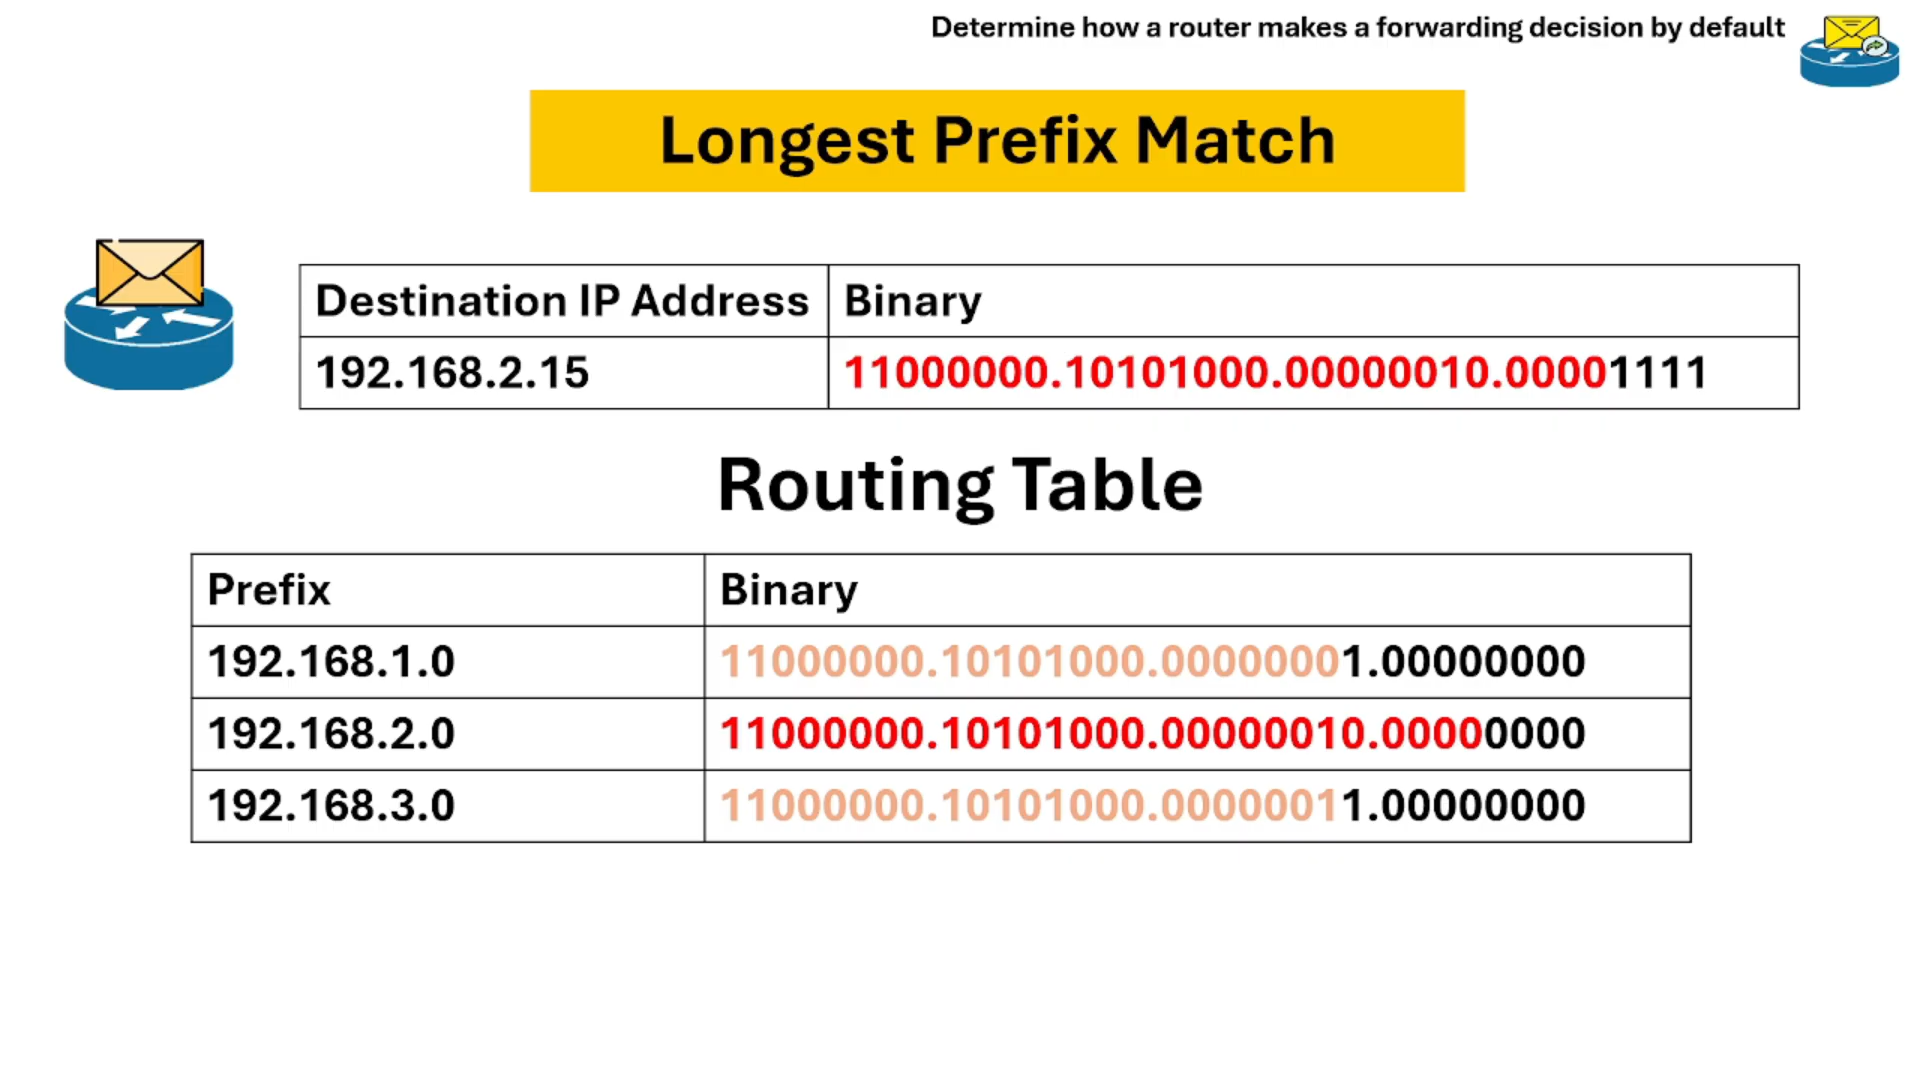 Determine how a router makes a forwarding decision by default
Longest Prefix Match
Destination IP Address Binary
192.168.2.15 11000000.10101000.00000010.00001111
Routing Table
Prefix Binary
192.168.1.0 11000000.10101000.00000001.00000000
192.168.2.0 11000000.10101000.00000010.00000000
192.168.3.0 11000000.10101000.00000011.00000000